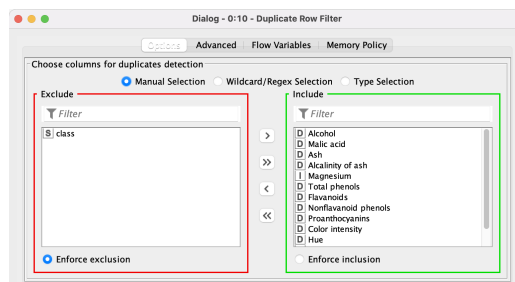 Dialog - 0:10 - Duplicate Row Filter
Options Advanced Flow Variables Memory Policy
Choose columns for duplicates detection
Manual Selection Wildcard/Regex Selection Type Selection
Exclude
Filter
S class
Enforce exclusion
>
>>
<
<<
Include
Filter
D Alcohol
D Malic acid
D Ash
D Alcalinity of ash
I Magnesium
D Total phenols
D Flavanoids
D Nonflavanoid phenols
D Proanthocyanins
D Color intensity
D Hue
Enforce inclusion